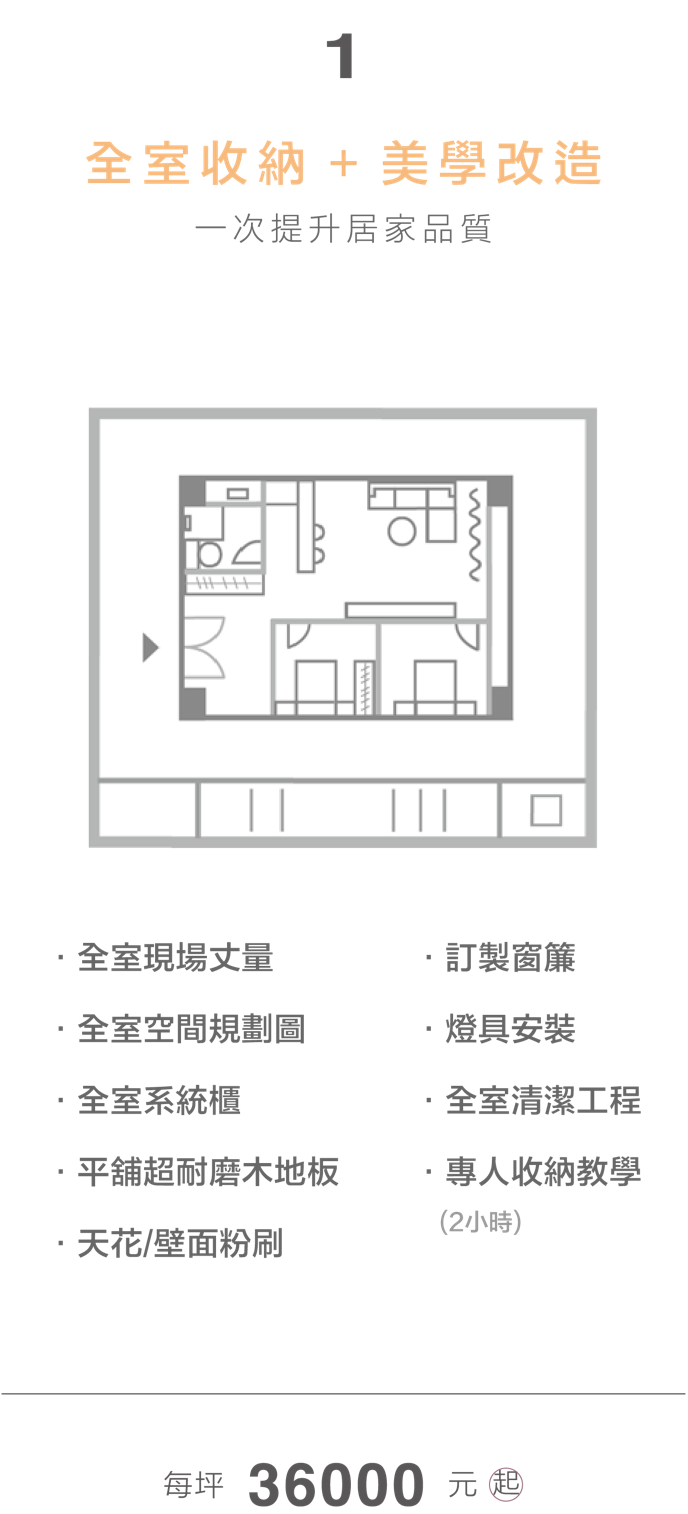 1
全室收納 + 美學改造
一次提升居家品質
· 全室現場丈量
· 全室空間規劃圖
· 全室系統櫃
· 平舖超耐磨木地板
· 天花/壁面粉刷
· 訂製窗簾
· 燈具安裝
· 全室清潔工程
· 專人收納教學
(2小時)
每坪 36000 元 起